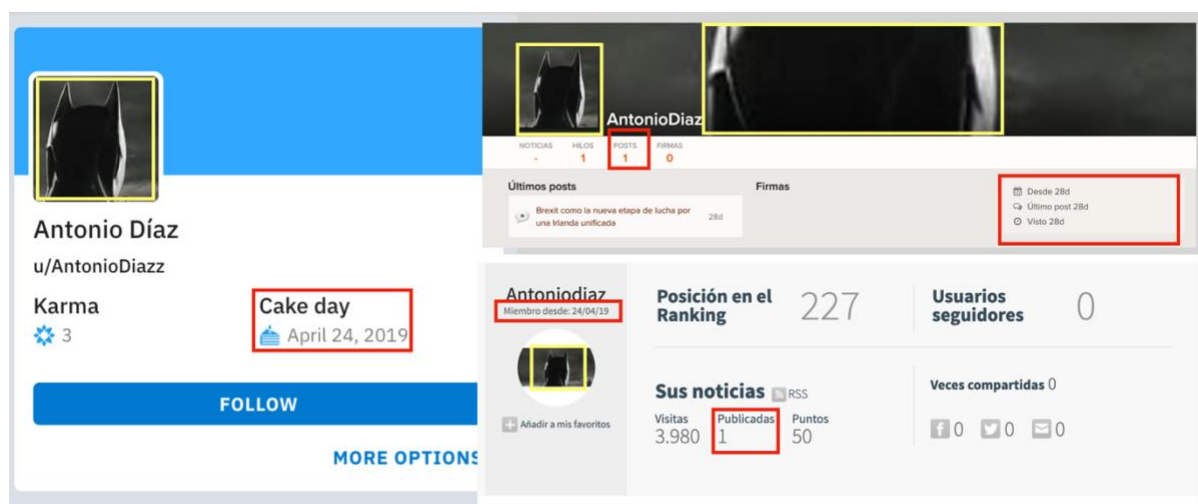 Antonio Díaz
u/AntonioDiazz
Karma
3
Cake day
April 24, 2019
FOLLOW
MORE OPTIONS
AntonioDiaz
NOTICIAS HILOS POSTS FIRMAS
- 1 1 0
Últimos posts
Brexit como la nueva etapa de lucha por
una Irlanda unificada
28d
Firmas
Desde 28d
Último post 28d
Visto 28d
Antoniodiaz
Miembro desde: 24/04/19
Añadir a mis favoritos
Posición en el
Ranking
227
Usuarios
seguidores
0
Sus noticias RSS
Visitas Publicadas Puntos
3.980 1 50
Veces compartidas 0
f 0 0 0